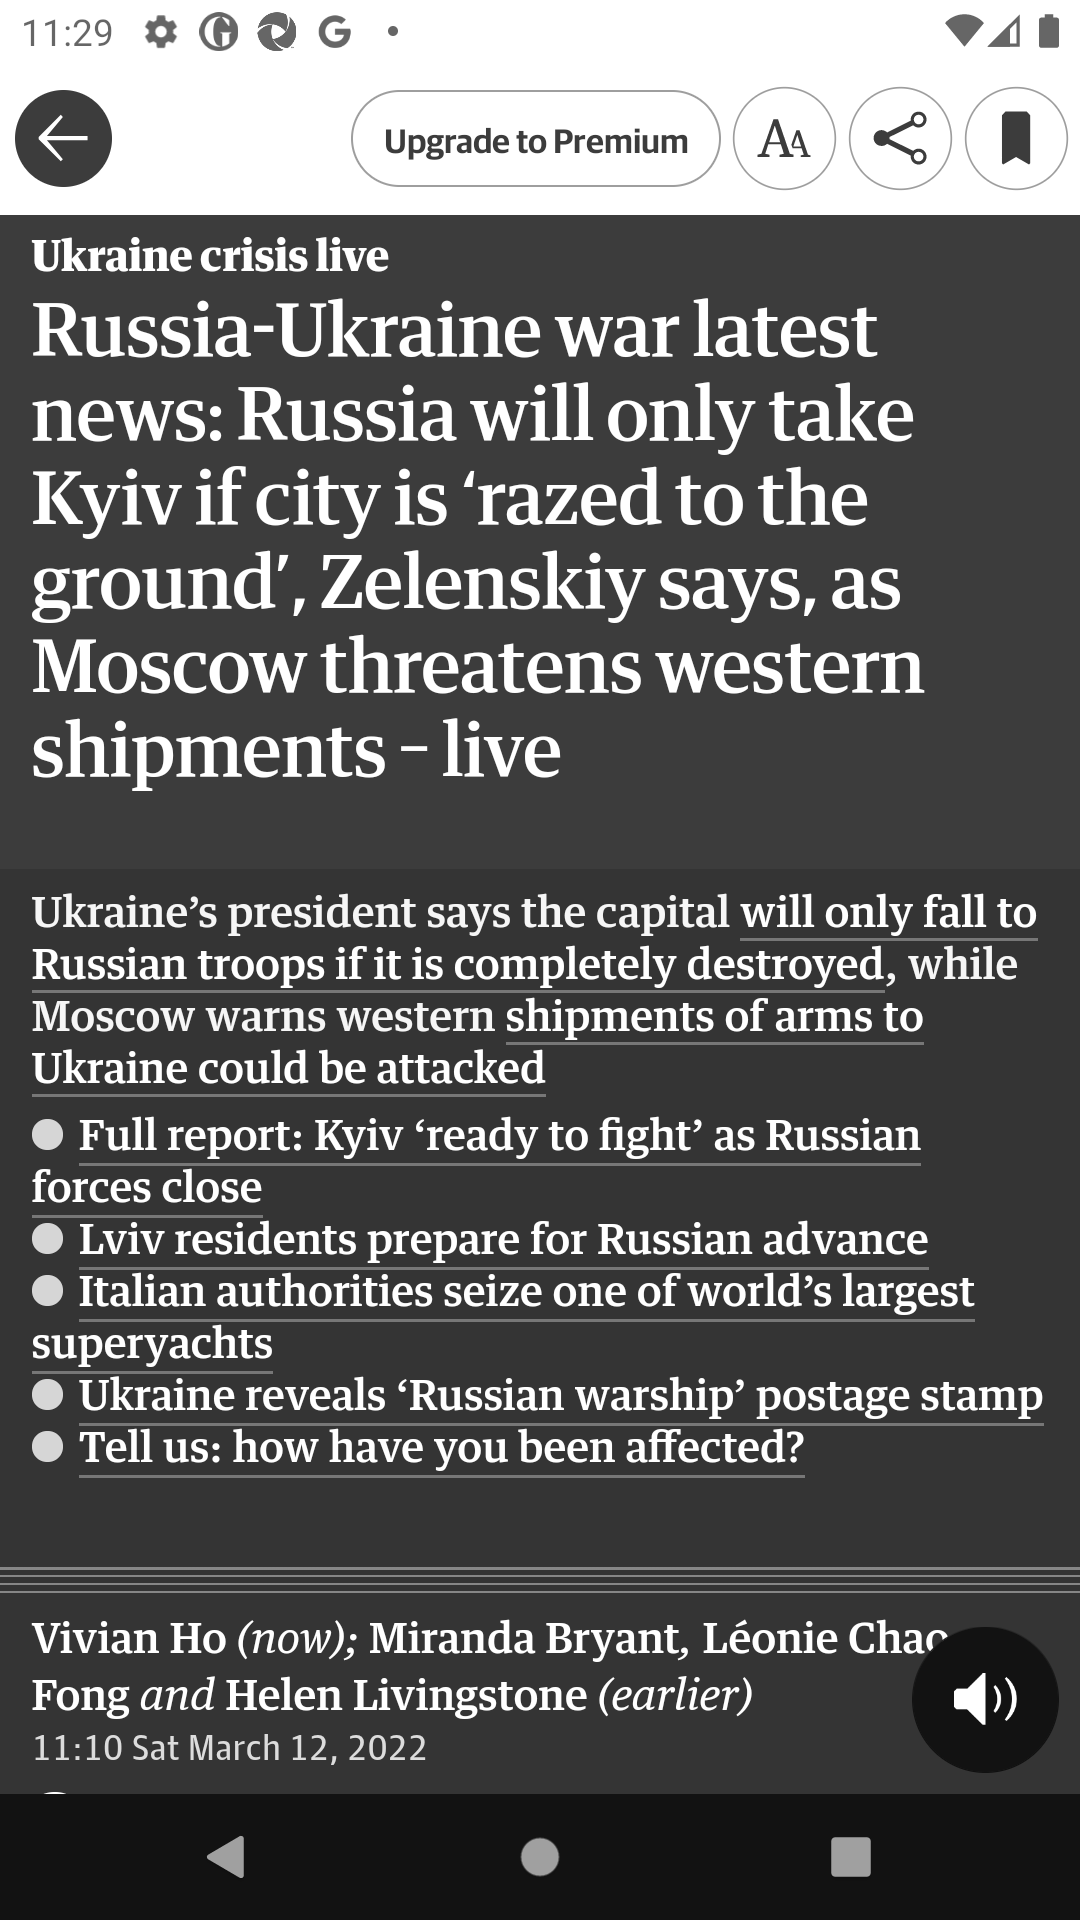 11:29
Upgrade to Premium
AA
Ukraine crisis live
Russia-Ukraine war latest
news: Russia will only take
Kyiv if city is ‘razed to the
ground’, Zelenskiy says, as
Moscow threatens western
shipments – live
Ukraine’s president says the capital will only fall to
Russian troops if it is completely destroyed, while
Moscow warns western shipments of arms to
Ukraine could be attacked
● Full report: Kyiv ‘ready to fight’ as Russian
forces close
● Lviv residents prepare for Russian advance
● Italian authorities seize one of world’s largest
superyachts
● Ukraine reveals ‘Russian warship’ postage stamp
● Tell us: how have you been affected?
Vivian Ho (now); Miranda Bryant, Léonie Chao
Fong and Helen Livingstone (earlier)
11:10 Sat March 12, 2022